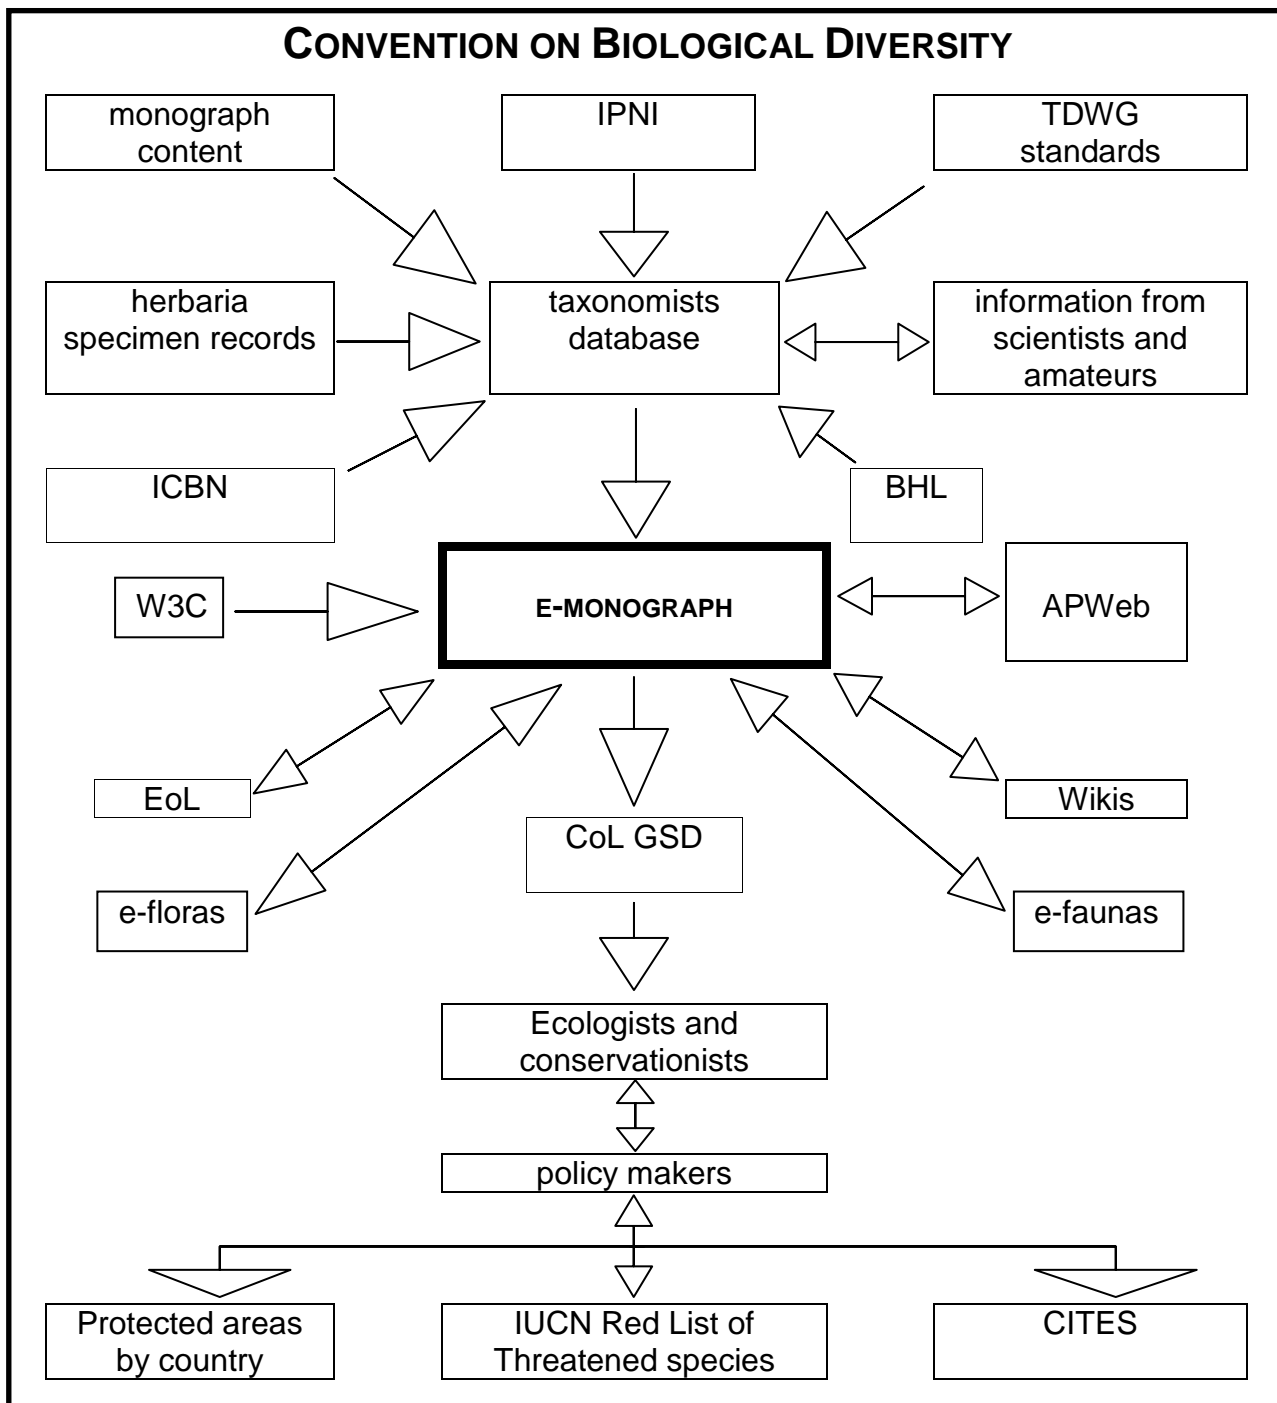 CONVENTION ON BIOLOGICAL DIVERSITY
monograph
content
IPNI
TDWG
standards
herbaria
specimen records
taxonomists
database
information from
scientists and
amateurs
ICBN
BHL
W3C
E-MONOGRAPH
APWeb
EoL
Wikis
CoL GSD
e-floras
e-faunas
Ecologists and
conservationists
policy makers
Protected areas
by country
IUCN Red List of
Threatened species
CITES